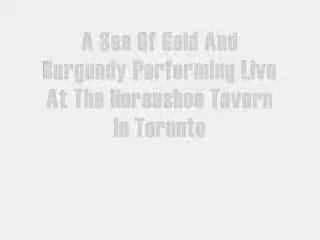 A Sea Of Gold And
Burgundy Performing Live
At The Horseshoe Tavern
In Toronto